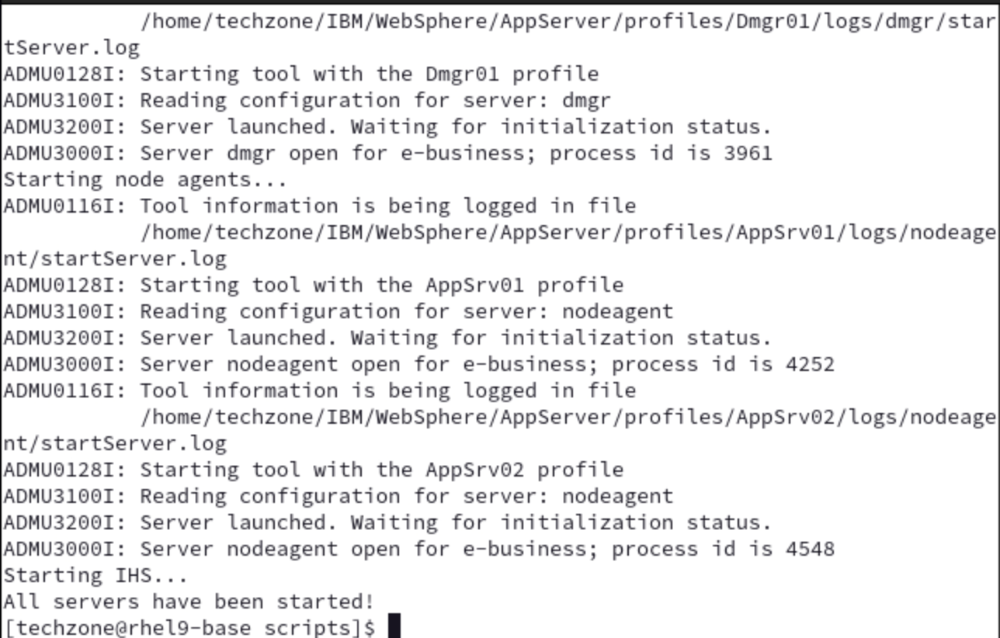 /home/techzone/IBM/WebSphere/AppServer/profiles/Dmgr01/logs/dmgr/star
tServer.log
ADMU0128I: Starting tool with the Dmgr01 profile
ADMU3100I: Reading configuration for server: dmgr
ADMU3200I: Server launched. Waiting for initialization status.
ADMU3000I: Server dmgr open for e-business; process id is 3961
Starting node agents...
ADMU0116I: Tool information is being logged in file
/home/techzone/IBM/WebSphere/AppServer/profiles/AppSrv01/logs/nodeage
nt/startServer.log
ADMU0128I: Starting tool with the AppSrv01 profile
ADMU3100I: Reading configuration for server: nodeagent
ADMU3200I: Server launched. Waiting for initialization status.
ADMU3000I: Server nodeagent open for e-business; process id is 4252
ADMU0116I: Tool information is being logged in file
/home/techzone/IBM/WebSphere/AppServer/profiles/AppSrv02/logs/nodeage
nt/startServer.log
ADMU0128I: Starting tool with the AppSrv02 profile
ADMU3100I: Reading configuration for server: nodeagent
ADMU3200I: Server launched. Waiting for initialization status.
ADMU3000I: Server nodeagent open for e-business; process id is 4548
Starting IHS...
All servers have been started!
[techzone@rhel9-base scripts]$